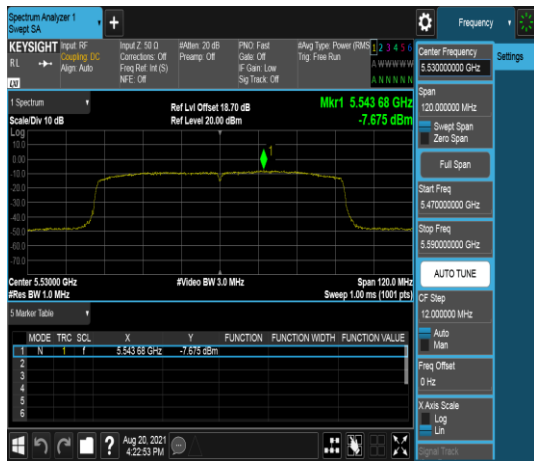 Spectrum Analyzer 1
Swept SA
+
Frequency
KEYSIGHT
RL
LXI
Input: RF
Coupling: DC
Align: Auto
Input Z: 50 Ω
Corrections: Off
Freq Ref: Int (S)
NFE: Off
#Atten: 20 dB
Preamp: Off
PNO: Fast
Gate: Off
IF Gain: Low
Sig Track: Off
#Avg Type: Power (RMS
Trig: Free Run
1 2 3 4 5 6
A W W W W W
A N N N N N
Center Frequency
5.530000000 GHz
Settings
Span
120.000000 MHz
Swept Span
Zero Span
Full Span
Start Freq
5.470000000 GHz
Stop Freq
5.590000000 GHz
AUTO TUNE
CF Step
12.000000 MHz
Auto
Man
Freq Offset
0 Hz
X Axis Scale
Log
Lin
Signal Track
1 Spectrum
Scale/Div 10 dB
Ref Lvl Offset 18.70 dB
Ref Level 20.00 dBm
Mkr1 5.543 68 GHz
-7.675 dBm
Log
10.0
0.00
-10.0
-20.0
-30.0
-40.0
-50.0
-60.0
-70.0
1
Center 5.53000 GHz
#Res BW 1.0 MHz
#Video BW 3.0 MHz
Span 120.0 MHz
Sweep 1.00 ms (1001 pts)
5 Marker Table
MODE TRC SCL X Y FUNCTION FUNCTION WIDTH FUNCTION VALUE
1 N 1 f 5.543 68 GHz -7.675 dBm
2
3
4
5
6
?
Aug 20, 2021
4:22:53 PM